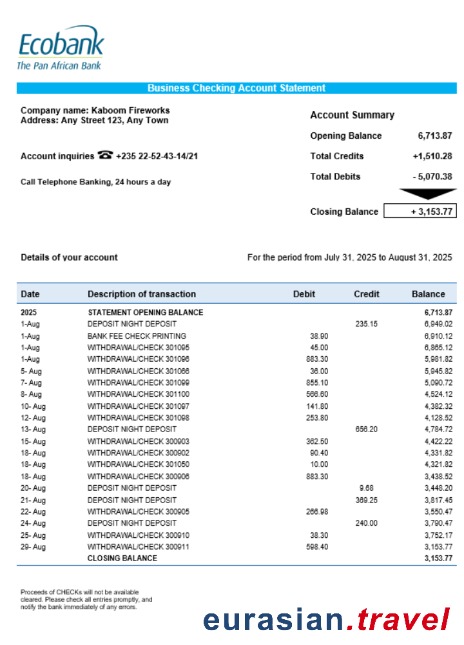 Ecobank
The Pan African Bank
Business Checking Account Statement
Company name: Kaboom Fireworks
Address: Any Street 123, Any Town
Account inquiries ☎ +235 22-52-43-14/21
Call Telephone Banking, 24 hours a day
Account Summary
Opening Balance 6,713.87
Total Credits +1,510.28
Total Debits - 5,070.38
Closing Balance + 3,153.77
Details of your account For the period from July 31, 2025 to August 31, 2025
Date Description of transaction Debit Credit Balance
2025 STATEMENT OPENING BALANCE 6,713.87
1-Aug DEPOSIT NIGHT DEPOSIT 235.15 6,949.02
1-Aug BANK FEE CHECK PRINTING 38.90 6,910.12
1-Aug WITHDRAWAL/CHECK 301095 45.00 6,865.12
1-Aug WITHDRAWAL/CHECK 301096 883.30 5,981.82
5- Aug WITHDRAWAL/CHECK 301066 36.00 5,945.82
7- Aug WITHDRAWAL/CHECK 301099 855.10 5,090.72
8- Aug WITHDRAWAL/CHECK 301100 566.60 4,524.12
10- Aug WITHDRAWAL/CHECK 301097 141.80 4,382.32
12- Aug WITHDRAWAL/CHECK 301098 253.80 4,128.52
13- Aug DEPOSIT NIGHT DEPOSIT 656.20 4,784.72
15- Aug WITHDRAWAL/CHECK 300903 362.50 4,422.22
18- Aug WITHDRAWAL/CHECK 300902 90.40 4,331.82
18- Aug WITHDRAWAL/CHECK 301050 10.00 4,321.82
18- Aug WITHDRAWAL/CHECK 300906 883.30 3,438.52
20- Aug DEPOSIT NIGHT DEPOSIT 9.68 3,448.20
21- Aug DEPOSIT NIGHT DEPOSIT 369.25 3,817.45
22- Aug WITHDRAWAL/CHECK 300905 266.98 3,550.47
24- Aug DEPOSIT NIGHT DEPOSIT 240.00 3,790.47
25- Aug WITHDRAWAL/CHECK 300910 38.30 3,752.17
29- Aug WITHDRAWAL/CHECK 300911 598.40 3,153.77
CLOSING BALANCE 3,153.77
Proceeds of CHECKs will not be available
cleared. Please check all entries promptly, and
notify the bank immediately of any errors.
eurasian.travel